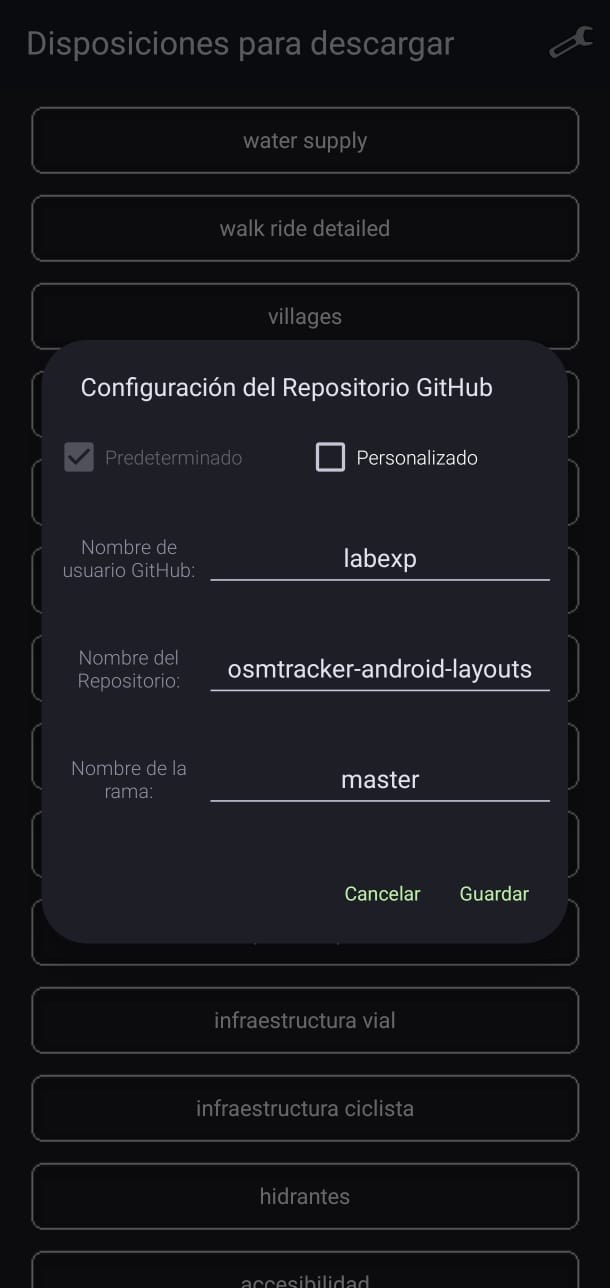 Disposiciones para descargar
water supply
walk ride detailed
villages
Configuración del Repositorio GitHub
Predeterminado
Personalizado
Nombre de
usuario GitHub:
labexp
Nombre del
Repositorio:
osmtracker-android-layouts
Nombre de la
rama:
master
Cancelar
Guardar
infraestructura vial
infraestructura ciclista
hidrantes
accesibilidad